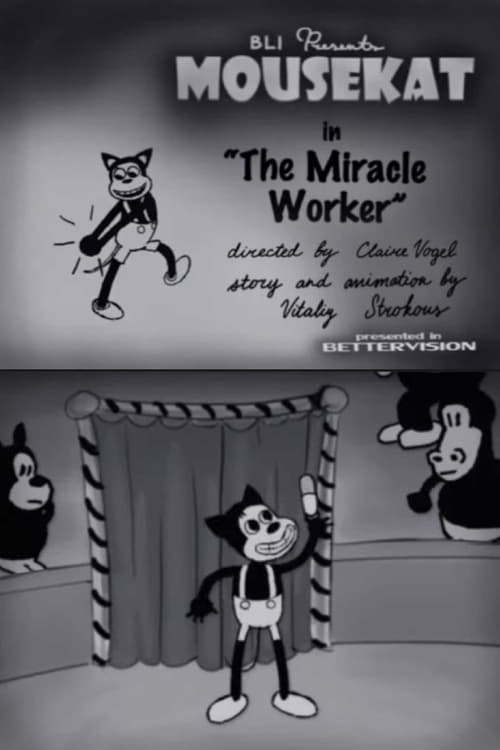 BLI Presents
MOUSEKAT
in
"The Miracle
Worker"
directed by Claire Vogel
story and animation by
Vitaliy Strokous
presented in
BETTERVISION